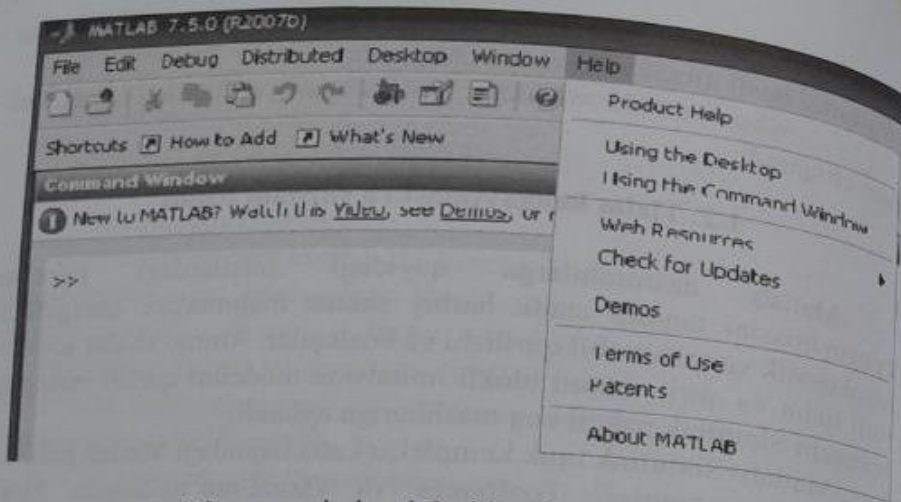 MATLAB 7.5.0 (R2007b)
File Edit Debug Distributed Desktop Window Help
Shortcuts How to Add What's New
Command Window
New to MATLAB? Watch this Video, see Demos, or r
>>
Product Help
Using the Desktop
Using the Command Window
Web Resources
Check for Updates
Demos
Terms of Use
Patents
About MATLAB